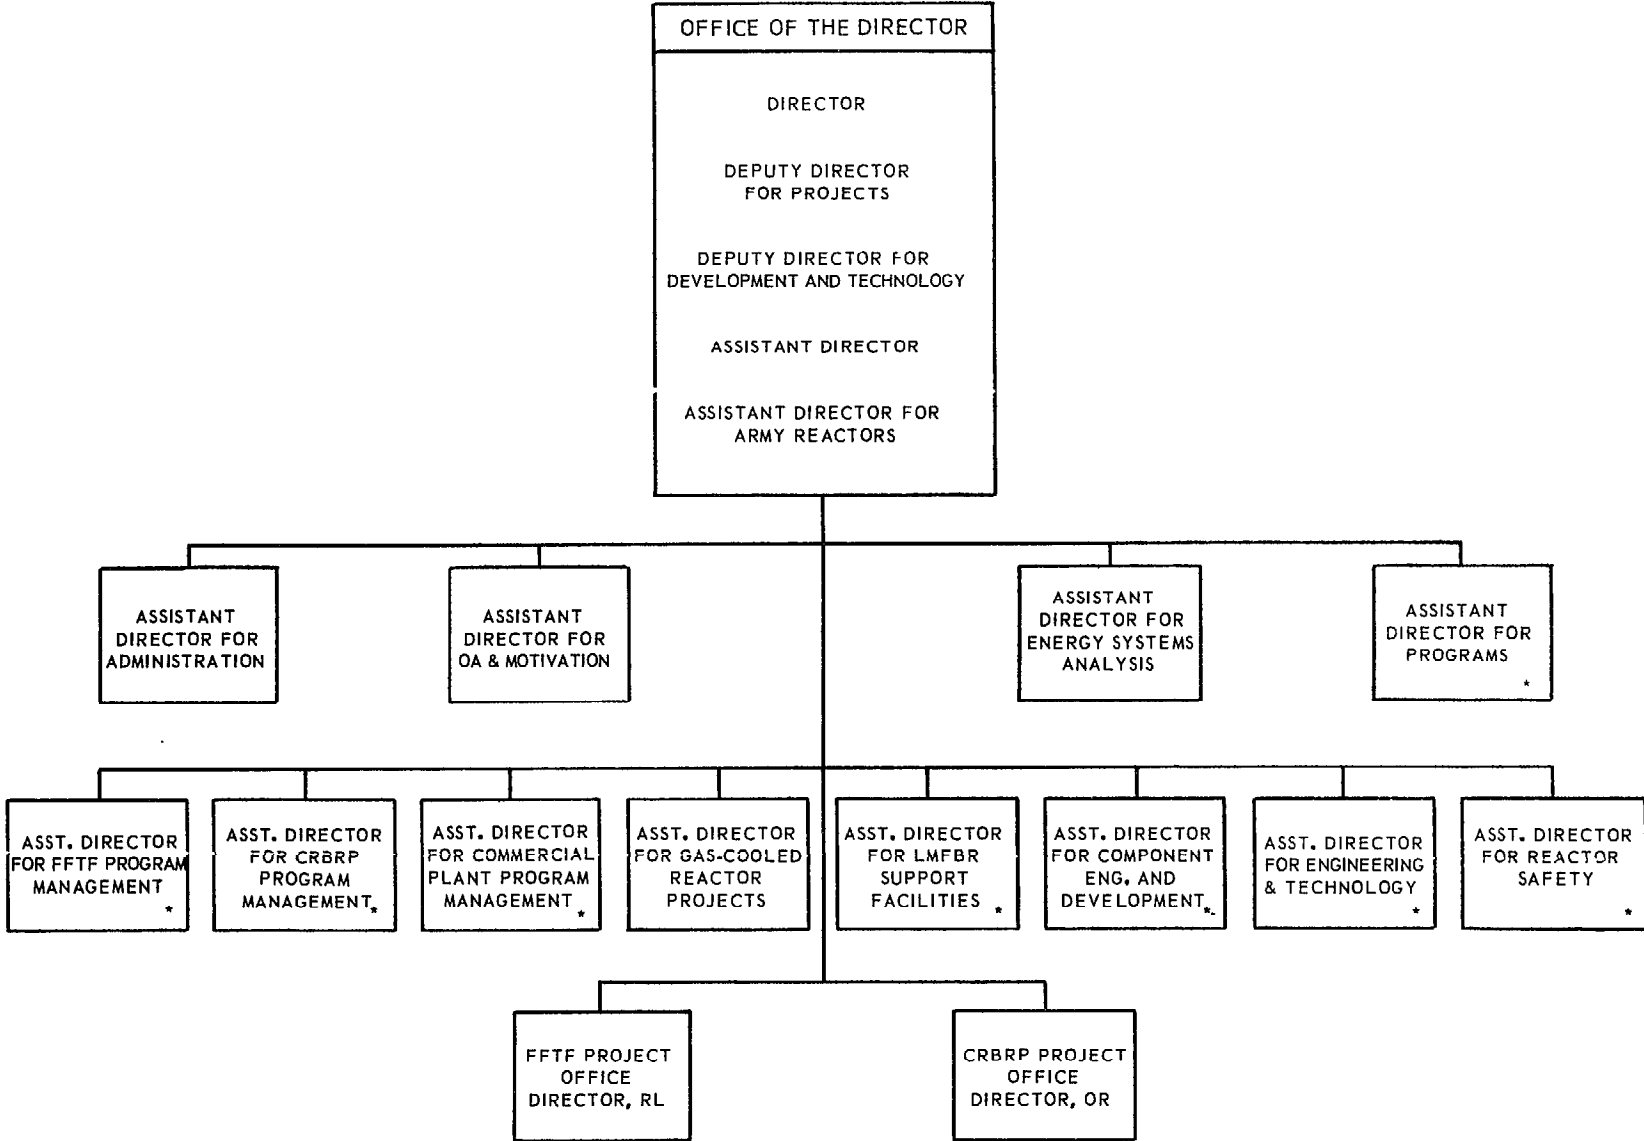 OFFICE OF THE DIRECTOR
DIRECTOR
DEPUTY DIRECTOR
FOR PROJECTS
DEPUTY DIRECTOR FOR
DEVELOPMENT AND TECHNOLOGY
ASSISTANT DIRECTOR
ASSISTANT DIRECTOR FOR
ARMY REACTORS
ASSISTANT
DIRECTOR FOR
ADMINISTRATION
ASSISTANT
DIRECTOR FOR
OA & MOTIVATION
ASSISTANT
DIRECTOR FOR
ENERGY SYSTEMS
ANALYSIS
ASSISTANT
DIRECTOR FOR
PROGRAMS
*
ASST. DIRECTOR
FOR FFTF PROGRAM
MANAGEMENT
*
ASST. DIRECTOR
FOR CRBRP
PROGRAM
MANAGEMENT*
ASST. DIRECTOR
FOR COMMERCIAL
PLANT PROGRAM
MANAGEMENT*
ASST. DIRECTOR
FOR GAS-COOLED
REACTOR
PROJECTS
ASST. DIRECTOR
FOR LMFBR
SUPPORT
FACILITIES *
ASST. DIRECTOR
FOR COMPONENT
ENG. AND
DEVELOPMENT*
ASST. DIRECTOR
FOR ENGINEERING
& TECHNOLOGY
*
ASST. DIRECTOR
FOR REACTOR
SAFETY
*
FFTF PROJECT
OFFICE
DIRECTOR, RL
CRBRP PROJECT
OFFICE
DIRECTOR, OR